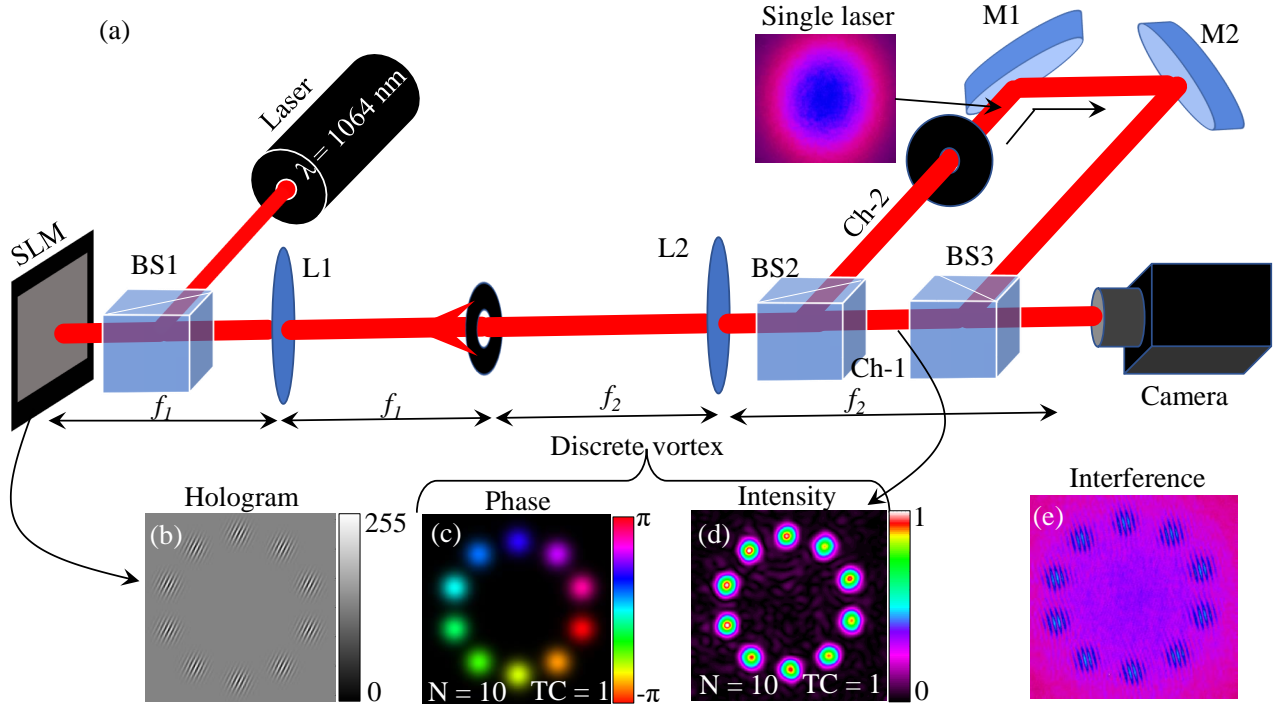 (a)
Single laser
M1
M2
Laser
λ = 1064 nm
Ch-2
SLM
BS1
L1
L2
BS2
BS3
Ch-1
Camera
f1
f1
f2
f2
Discrete vortex
Hologram
Phase
Intensity
Interference
(b)
255
0
(c)
π
-π
N = 10 TC = 1
(d)
1
0
N = 10 TC = 1
(e)